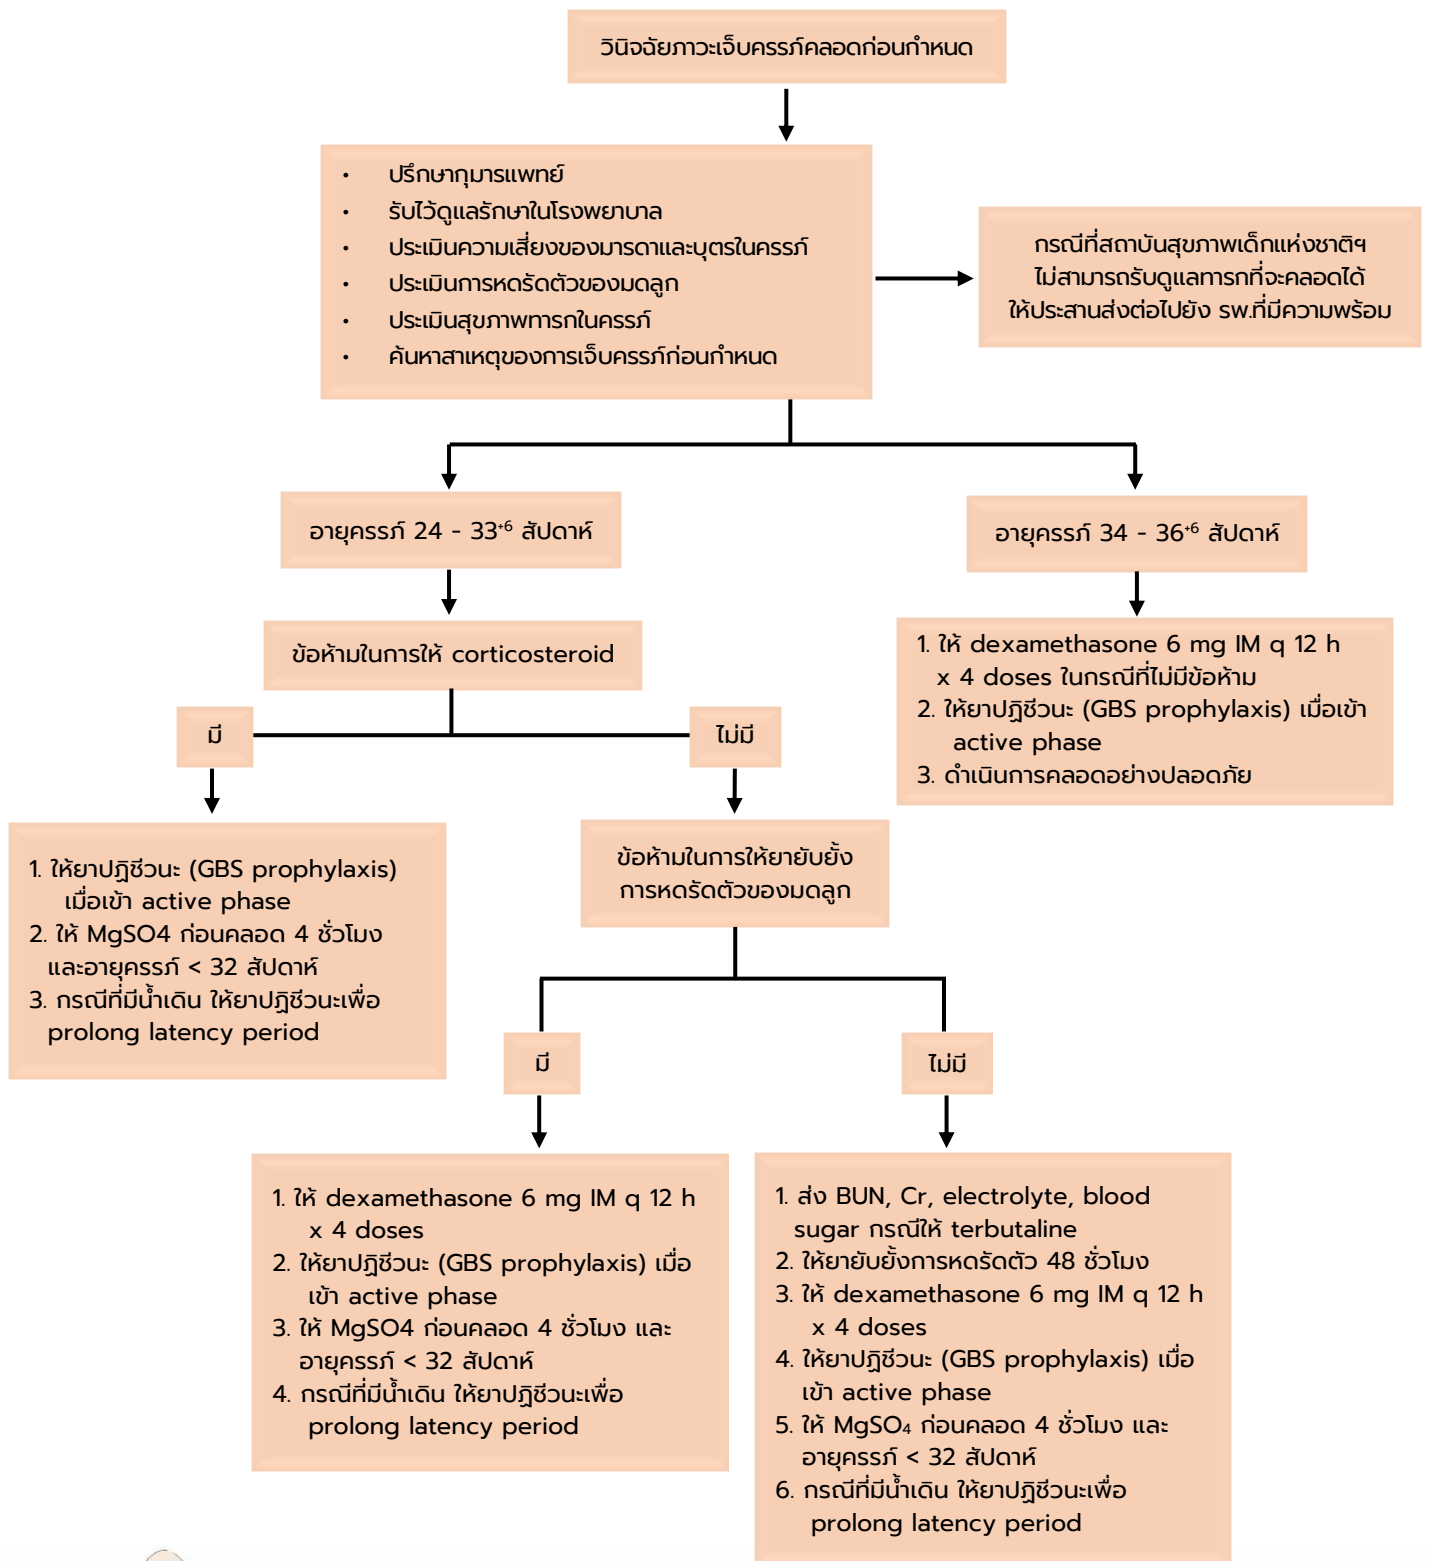 วินิจฉัยภาวะเจ็บครรภ์คลอดก่อนกำหนด
• ปรึกษากุมารแพทย์
• รับไว้ดูแลรักษาในโรงพยาบาล
• ประเมินความเสี่ยงของมารดาและบุตรในครรภ์
• ประเมินการหดรัดตัวของมดลูก
• ประเมินสุขภาพทารกในครรภ์
• ค้นหาสาเหตุของการเจ็บครรภ์ก่อนกำหนด
กรณีที่สถาบันสุขภาพเด็กแห่งชาติฯ
ไม่สามารถรับดูแลทารกที่จะคลอดได้
ให้ประสานส่งต่อไปยัง รพ.ที่มีความพร้อม
อายุครรภ์ 24 - 33⁺⁶ สัปดาห์
อายุครรภ์ 34 - 36⁺⁶ สัปดาห์
ข้อห้ามในการให้ corticosteroid
1. ให้ dexamethasone 6 mg IM q 12 h
x 4 doses ในกรณีที่ไม่มีข้อห้าม
2. ให้ยาปฏิชีวนะ (GBS prophylaxis) เมื่อเข้า
active phase
3. ดำเนินการคลอดอย่างปลอดภัย
มี
ไม่มี
1. ให้ยาปฏิชีวนะ (GBS prophylaxis)
เมื่อเข้า active phase
2. ให้ MgSO4 ก่อนคลอด 4 ชั่วโมง
และอายุครรภ์ < 32 สัปดาห์
3. กรณีที่มีน้ำเดิน ให้ยาปฏิชีวนะเพื่อ
prolong latency period
ข้อห้ามในการให้ยายับยั้ง
การหดรัดตัวของมดลูก
มี
ไม่มี
1. ให้ dexamethasone 6 mg IM q 12 h
x 4 doses
2. ให้ยาปฏิชีวนะ (GBS prophylaxis) เมื่อ
เข้า active phase
3. ให้ MgSO4 ก่อนคลอด 4 ชั่วโมง และ
อายุครรภ์ < 32 สัปดาห์
4. กรณีที่มีน้ำเดิน ให้ยาปฏิชีวนะเพื่อ
prolong latency period
1. ส่ง BUN, Cr, electrolyte, blood
sugar กรณีให้ terbutaline
2. ให้ยายับยั้งการหดรัดตัว 48 ชั่วโมง
3. ให้ dexamethasone 6 mg IM q 12 h
x 4 doses
4. ให้ยาปฏิชีวนะ (GBS prophylaxis) เมื่อ
เข้า active phase
5. ให้ MgSO₄ ก่อนคลอด 4 ชั่วโมง และ
อายุครรภ์ < 32 สัปดาห์
6. กรณีที่มีน้ำเดิน ให้ยาปฏิชีวนะเพื่อ
prolong latency period